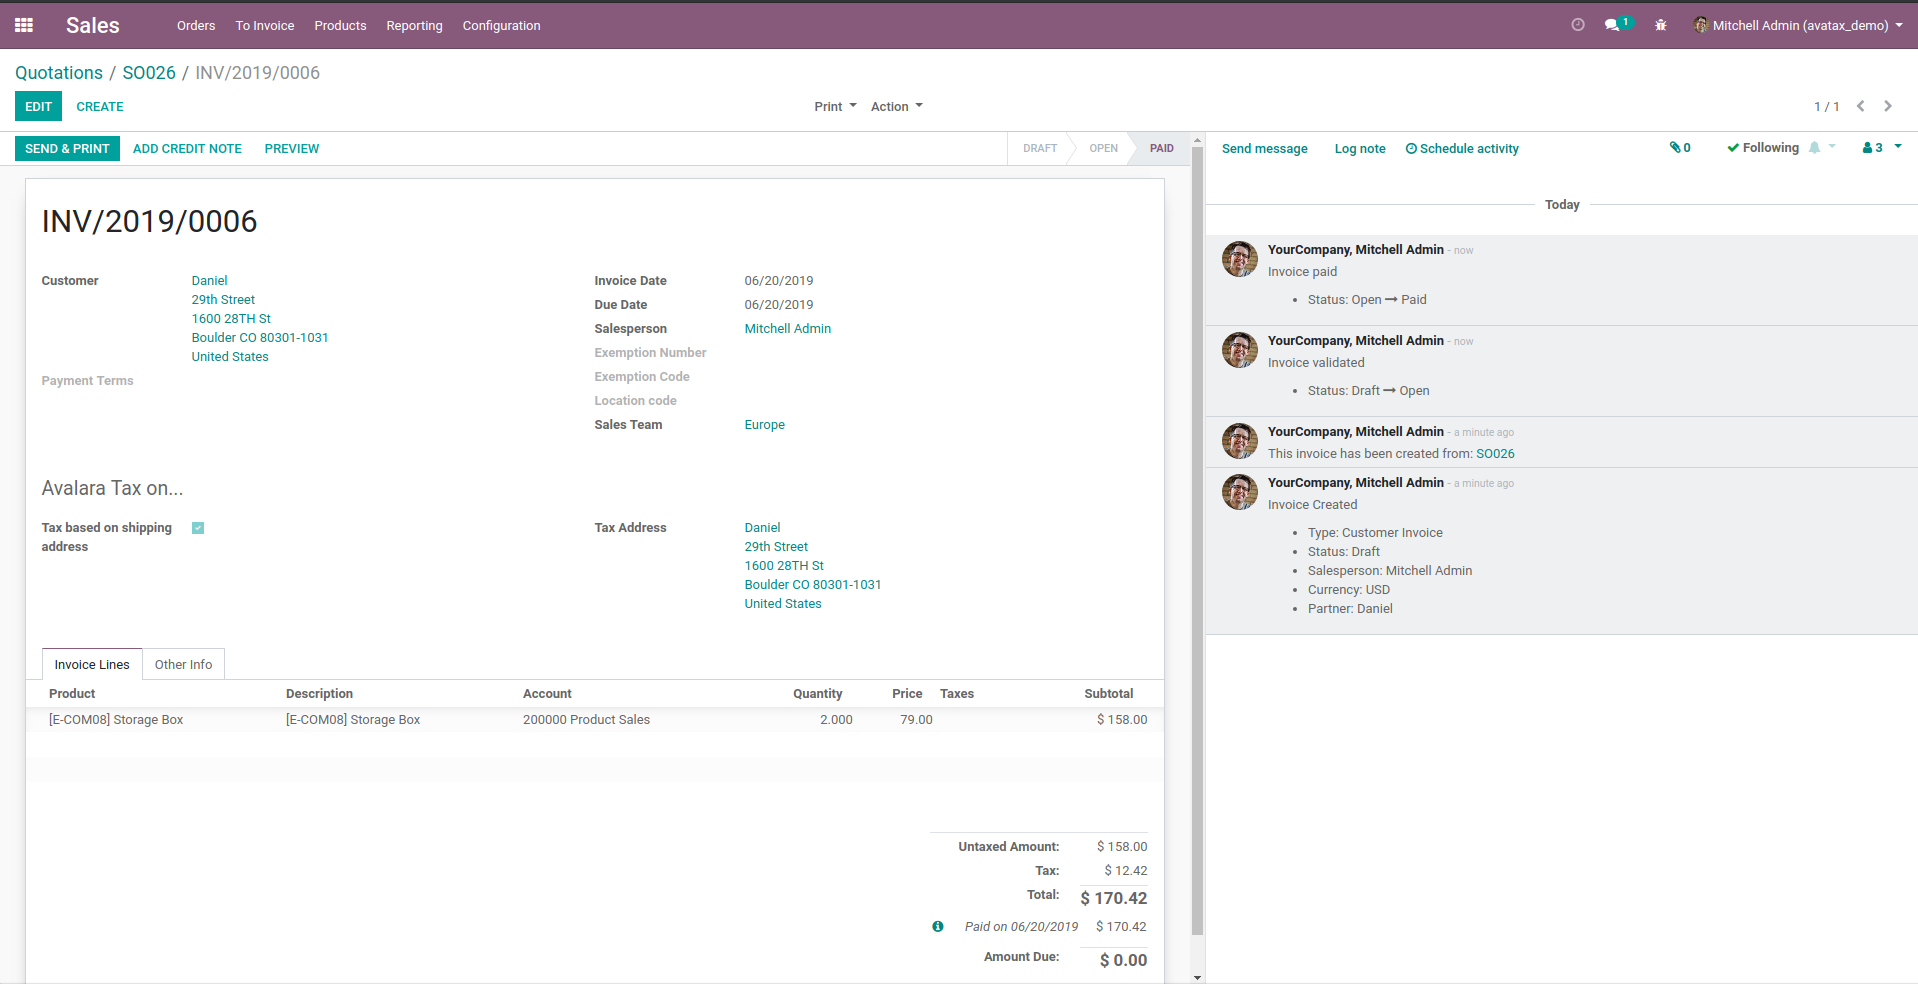 Sales Orders To Invoice Products Reporting Configuration 1 Mitchell Admin (avatax_demo)
Quotations / SO026 / INV/2019/0006
EDIT CREATE Print Action 1 / 1
SEND & PRINT ADD CREDIT NOTE PREVIEW DRAFT OPEN PAID
INV/2019/0006
Customer Daniel
29th Street
1600 28TH St
Boulder CO 80301-1031
United States
Payment Terms
Invoice Date 06/20/2019
Due Date 06/20/2019
Salesperson Mitchell Admin
Exemption Number
Exemption Code
Location code
Sales Team Europe
Avalara Tax on...
Tax based on shipping
address
Tax Address Daniel
29th Street
1600 28TH St
Boulder CO 80301-1031
United States
Invoice Lines Other Info
Product Description Account Quantity Price Taxes Subtotal
[E-COM08] Storage Box [E-COM08] Storage Box 200000 Product Sales 2.000 79.00 $ 158.00
Untaxed Amount: $ 158.00
Tax: $ 12.42
Total: $ 170.42
Paid on 06/20/2019 $ 170.42
Amount Due: $ 0.00
Send message Log note Schedule activity 0 Following 3
Today
YourCompany, Mitchell Admin - now
Invoice paid
• Status: Open → Paid
YourCompany, Mitchell Admin - now
Invoice validated
• Status: Draft → Open
YourCompany, Mitchell Admin - a minute ago
This invoice has been created from: SO026
YourCompany, Mitchell Admin - a minute ago
Invoice Created
• Type: Customer Invoice
• Status: Draft
• Salesperson: Mitchell Admin
• Currency: USD
• Partner: Daniel